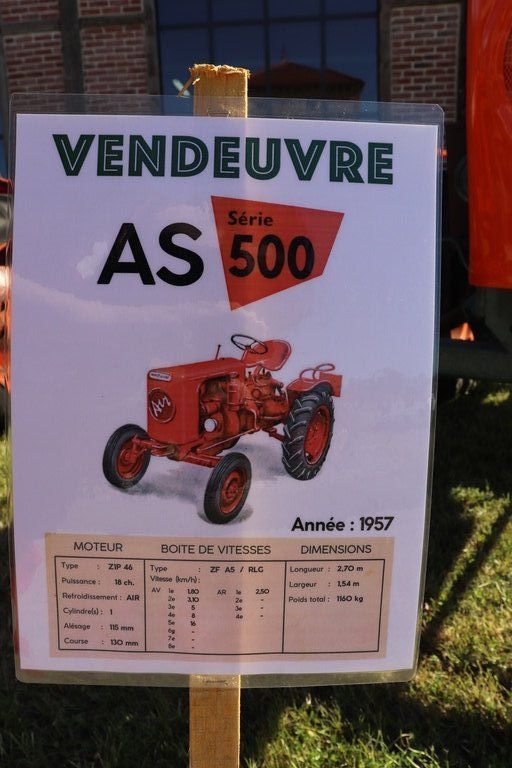 VENDEUVRE
AS
Série
500
Air
Année : 1957
MOTEUR
Type : Z1P 46
Puissance : 18 ch.
Refroidissement : AIR
Cylindre(s) : 1
Alésage : 115 mm
Course : 130 mm
BOITE DE VITESSES
Type : ZF A5 / RLG
Vitesse (km/h) :
AV 1e 1,80 AR 1e 2,50
2e 3,10 2e -
3e 5 3e -
4e 8 4e -
5e 16
6e -
7e -
8e -
DIMENSIONS
Longueur : 2,70 m
Largeur : 1,54 m
Poids total : 1160 kg